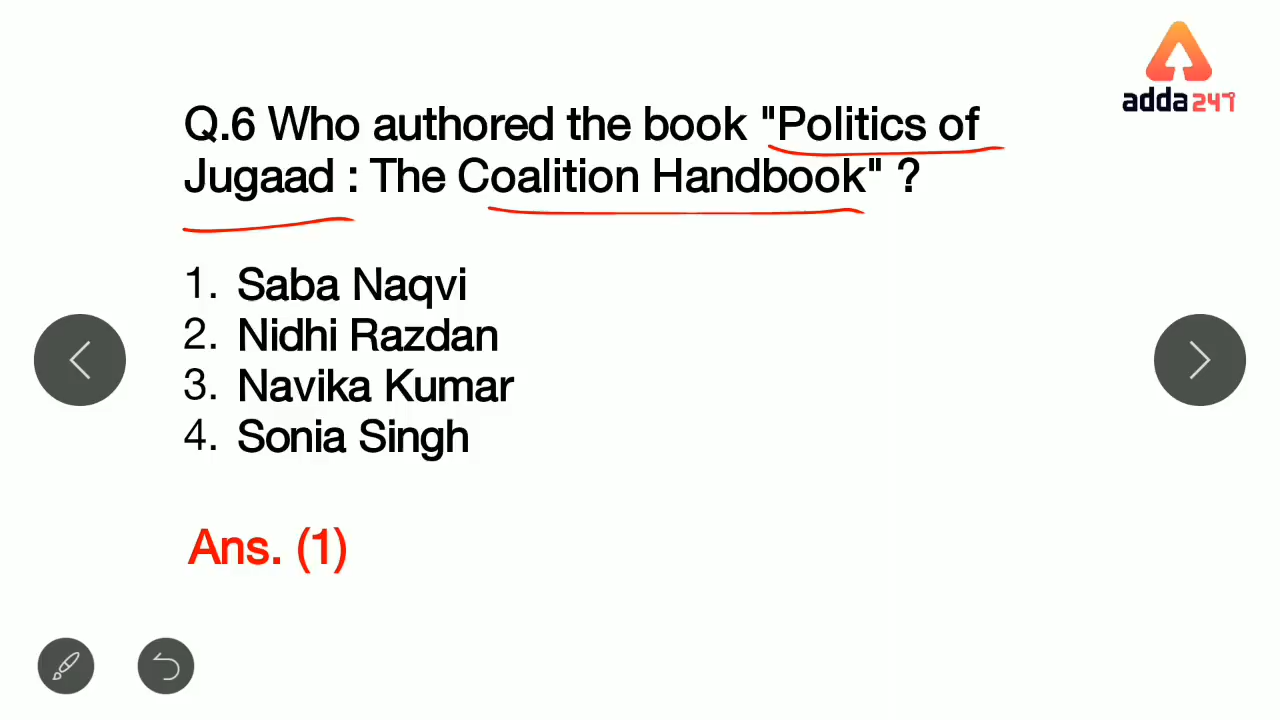 adda247
Q.6 Who authored the book "Politics of
Jugaad : The Coalition Handbook" ?
1. Saba Naqvi
2. Nidhi Razdan
3. Navika Kumar
4. Sonia Singh
Ans. (1)